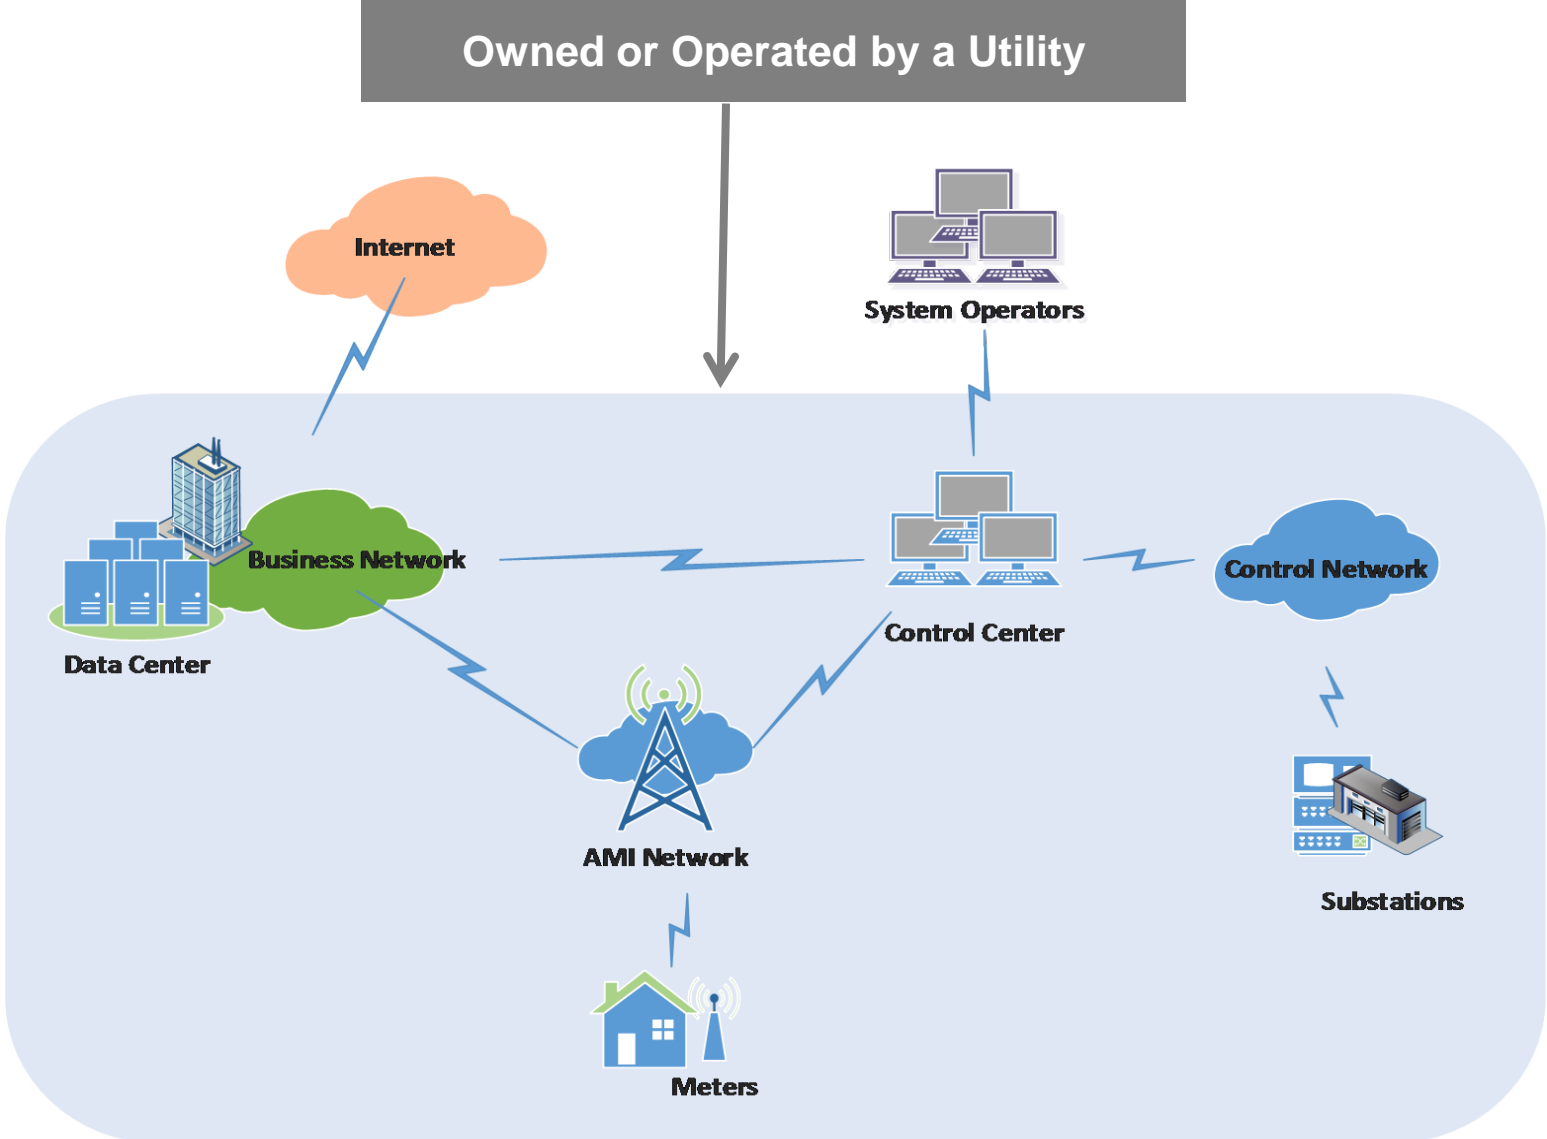 Owned or Operated by a Utility
Internet
System Operators
Business Network
Control Network
Control Center
Data Center
AMI Network
Substations
Meters